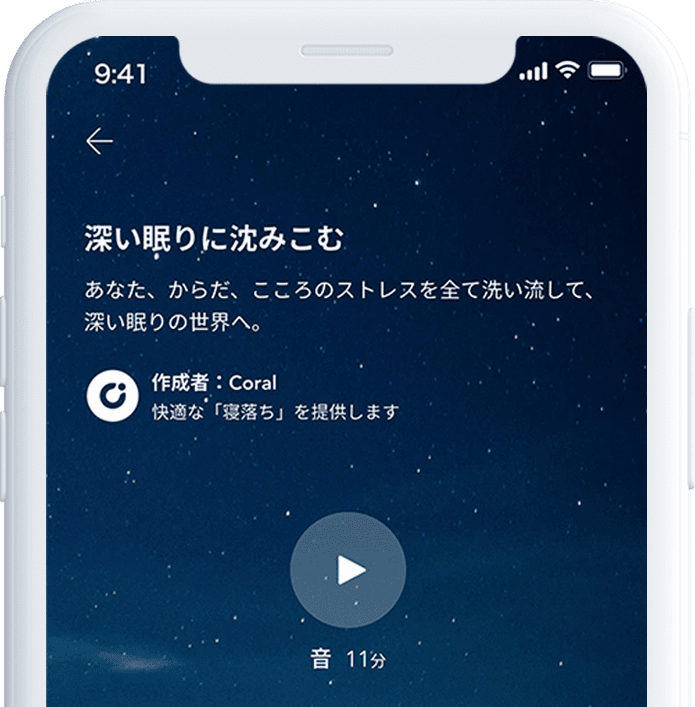 9:41
深い眠りに沈みこむ
あなた、からだ、こころのストレスを全て洗い流して、
深い眠りの世界へ。
作成者：Coral
快適な「寝落ち」を提供します
音 11分